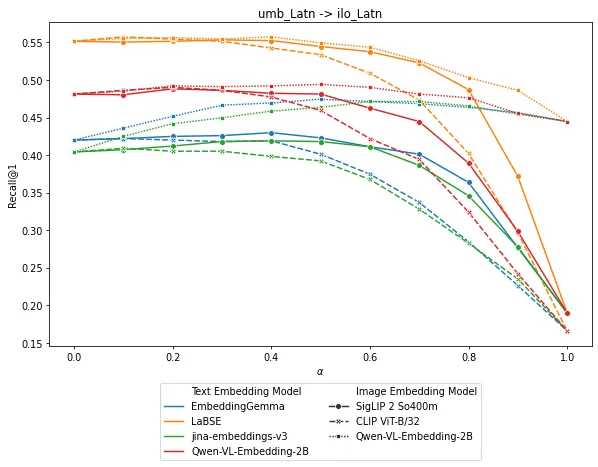 umb_Latn -> ilo_Latn
Recall@1
0.55
0.50
0.45
0.40
0.35
0.30
0.25
0.20
0.15
0.0 0.2 0.4 0.6 0.8 1.0
α
Text Embedding Model Image Embedding Model
EmbeddingGemma SigLIP 2 So400m
LaBSE CLIP ViT-B/32
jina-embeddings-v3 Qwen-VL-Embedding-2B
Qwen-VL-Embedding-2B